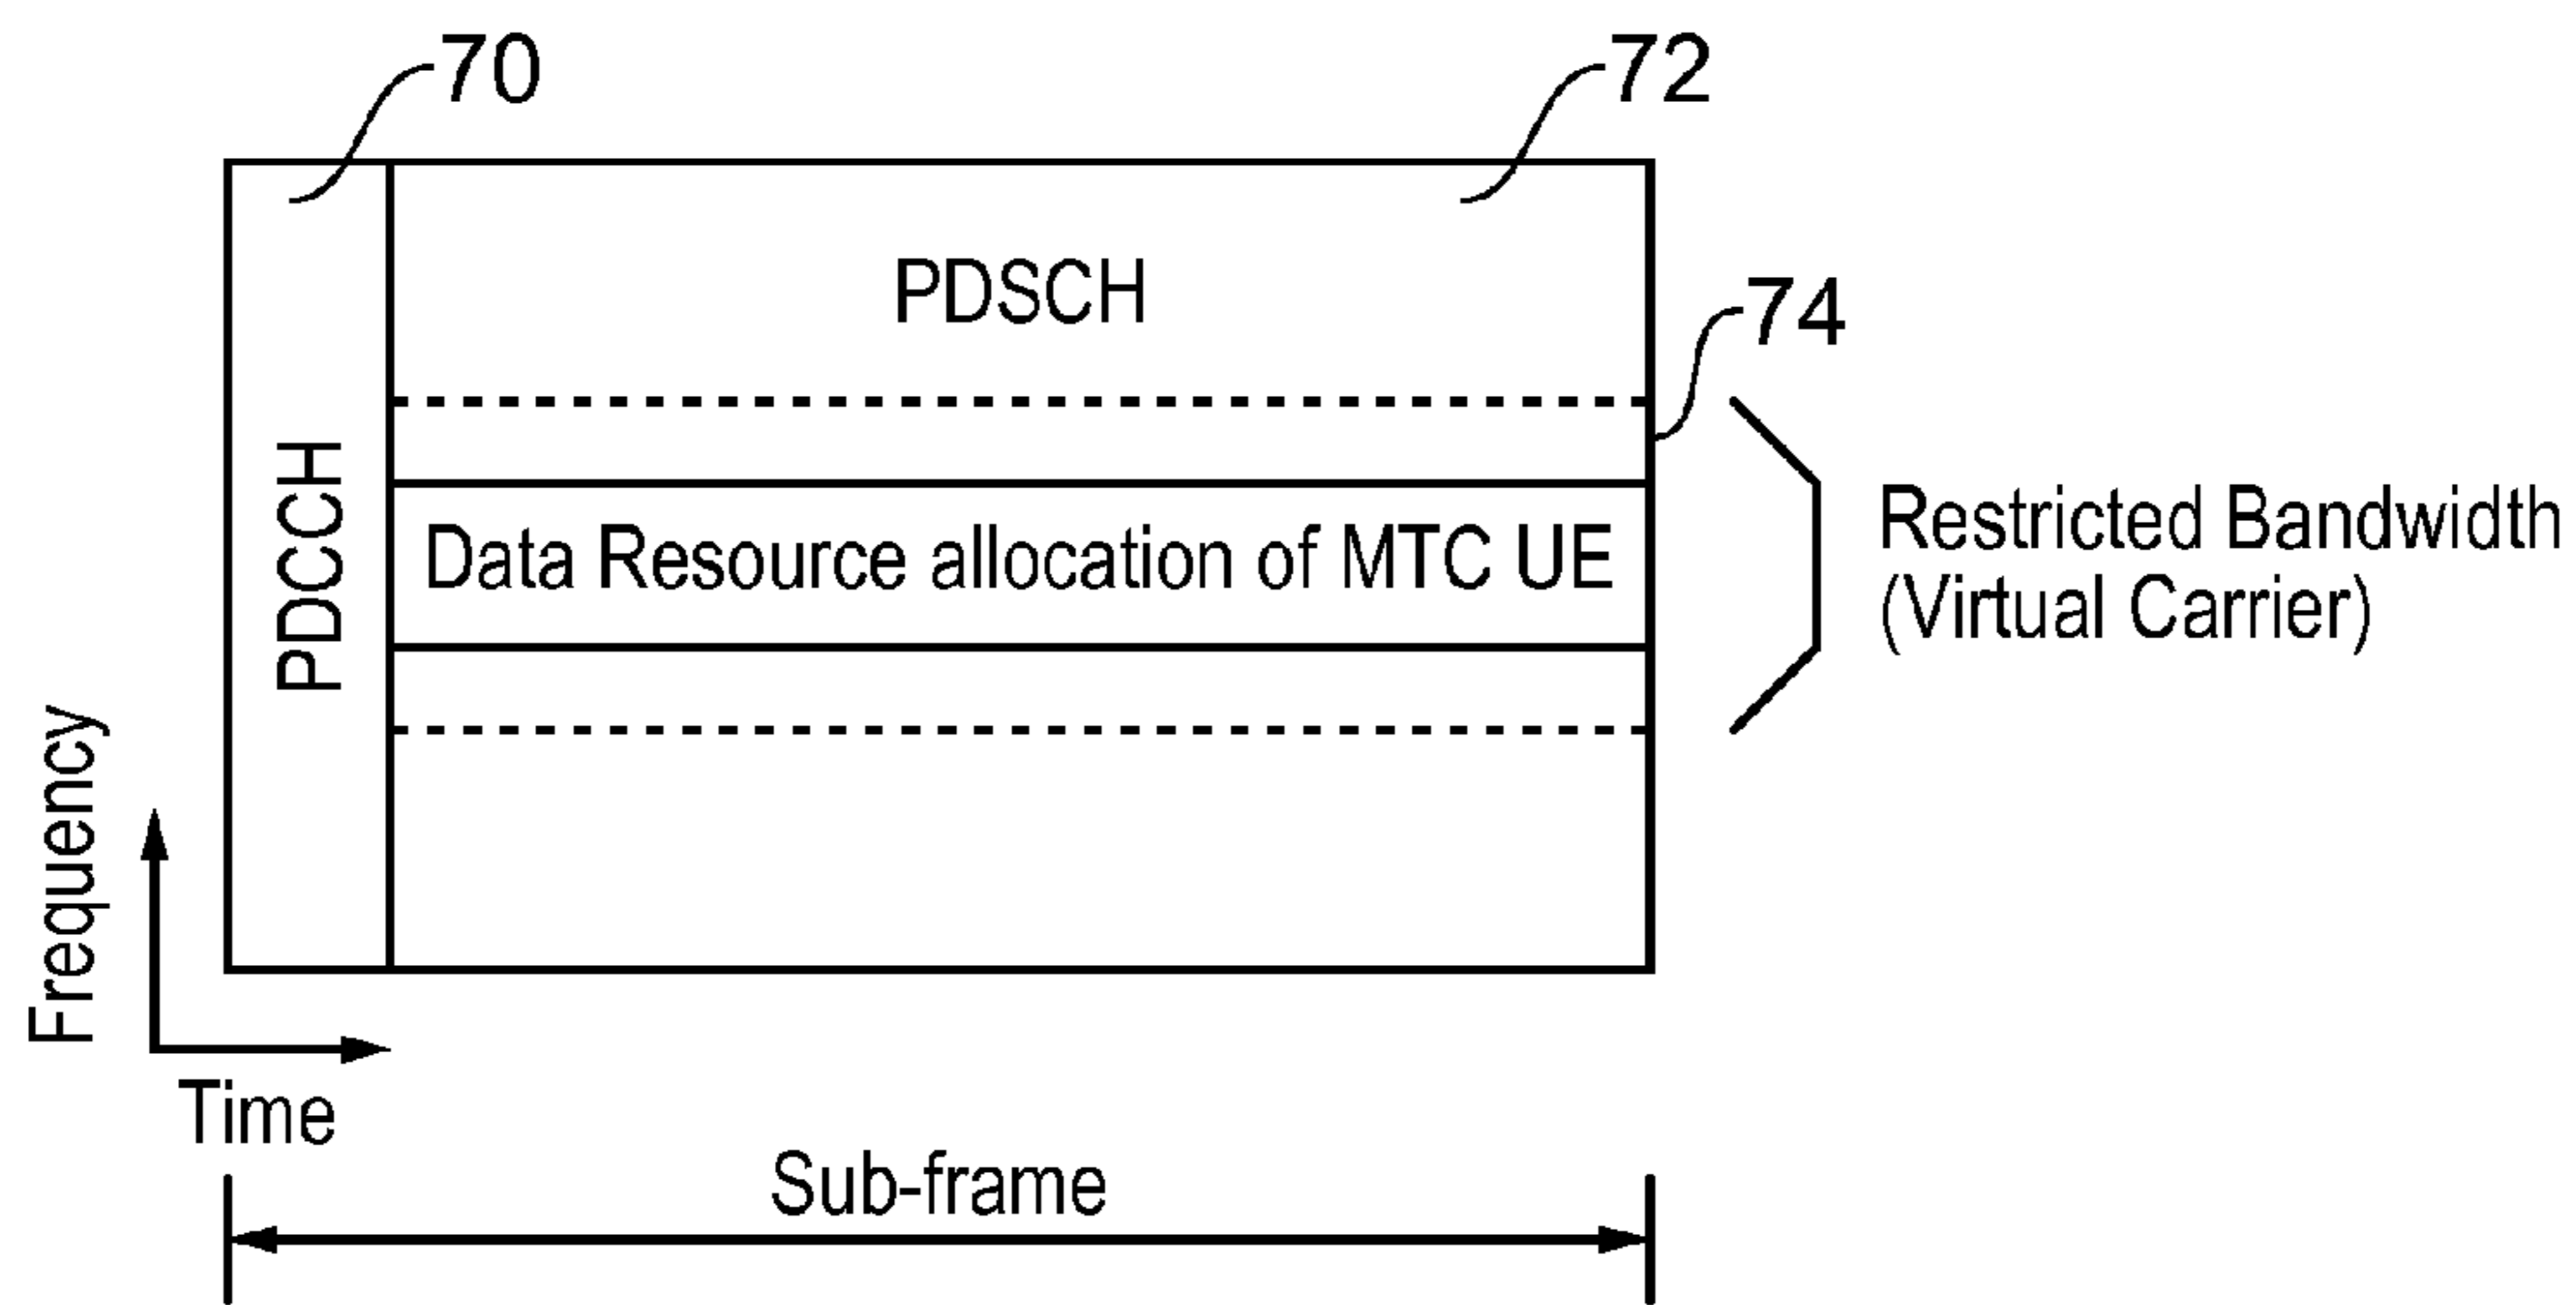 70
72
PDSCH
74
PDCCH
Data Resource allocation of MTC UE
Restricted Bandwidth
(Virtual Carrier)
Frequency
Time
Sub-frame